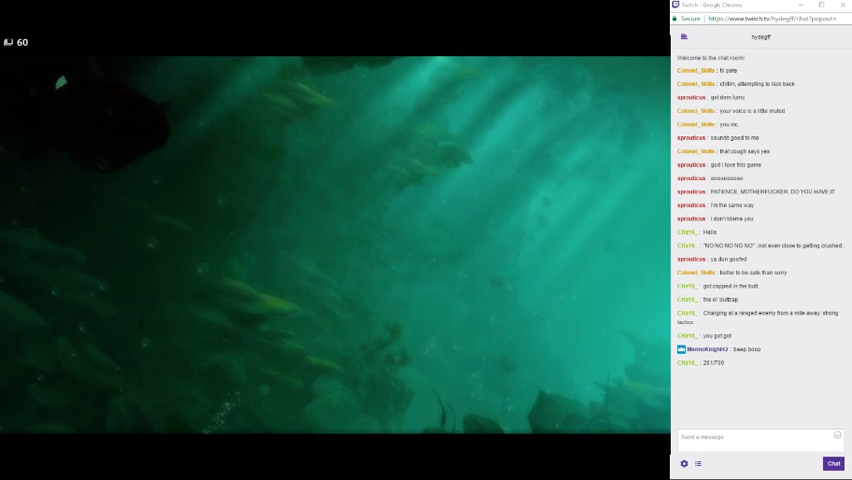 Twitch - Google Chrome
Secure https://www.twitch.tv/hydegff/chat?popout=
60
hydegff
Welcome to the chat room!
Colonel_Skills : hi pete
Colonel_Skills : chillin, attempting to kick back
sprouticus : get dem lums
Colonel_Skills : your voice is a little muted
Colonel_Skills : you sic.
sprouticus : sounds good to me
Colonel_Skills : that cough says yes
sprouticus : god I love this game
sprouticus : oooooooooo
sprouticus : PATIENCE, MOTHERFUCKER, DO YOU HAVE IT
sprouticus : I'm the same way
sprouticus : I don't blame you
: Hello
: "NO NO NO NO NO" :not even close to getting crushed:
sprouticus : ya dun goofed
Colonel_Skills : better to be safe than sorry
: got zapped in the butt
: the ol' buttzap
: Charging at a ranged enemy from a mile away: strong
tactics
: you got got
MennoKnight42 : beep boop
: 261/700
Send a message
Chat